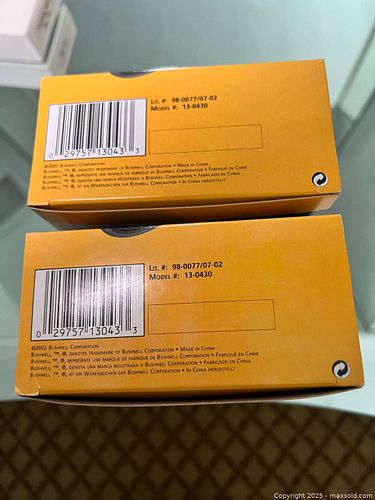 LIT. #: 98-0077/07-02
MODEL #: 13-0430
0 29757 13043 3
©2002 BUSHNELL CORPORATION
BUSHNELL, ™, ®, DENOTES TRADEMARK OF BUSHNELL CORPORATION • MADE IN CHINA
BUSHNELL, ™, ®, REPRÉSENTE UNE MARQUE DE FABRIQUE DE BUSHNELL CORPORATION • FABRIQUÉ EN CHINE
BUSHNELL, ™, ®, DENOTA UNA MARCA REGISTRADA A BUSHNELL CORPORATION • FABRICADO EN CHINA
BUSHNELL, ™, ®, IST EIN WARENZEICHEN DER BUSHNELL CORPORATION • IN CHINA HERGESTELLT
LIT. #: 98-0077/07-02
MODEL #: 13-0430
0 29757 13043 3
©2002 BUSHNELL CORPORATION
BUSHNELL, ™, ®, DENOTES TRADEMARK OF BUSHNELL CORPORATION • MADE IN CHINA
BUSHNELL, ™, ®, REPRÉSENTE UNE MARQUE DE FABRIQUE DE BUSHNELL CORPORATION • FABRIQUÉ EN CHINE
BUSHNELL, ™, ®, DENOTA UNA MARCA REGISTRADA A BUSHNELL CORPORATION • FABRICADO EN CHINA
BUSHNELL, ™, ®, IST EIN WARENZEICHEN DER BUSHNELL CORPORATION • IN CHINA HERGESTELLT
Copyright 2025 - maxsold.com